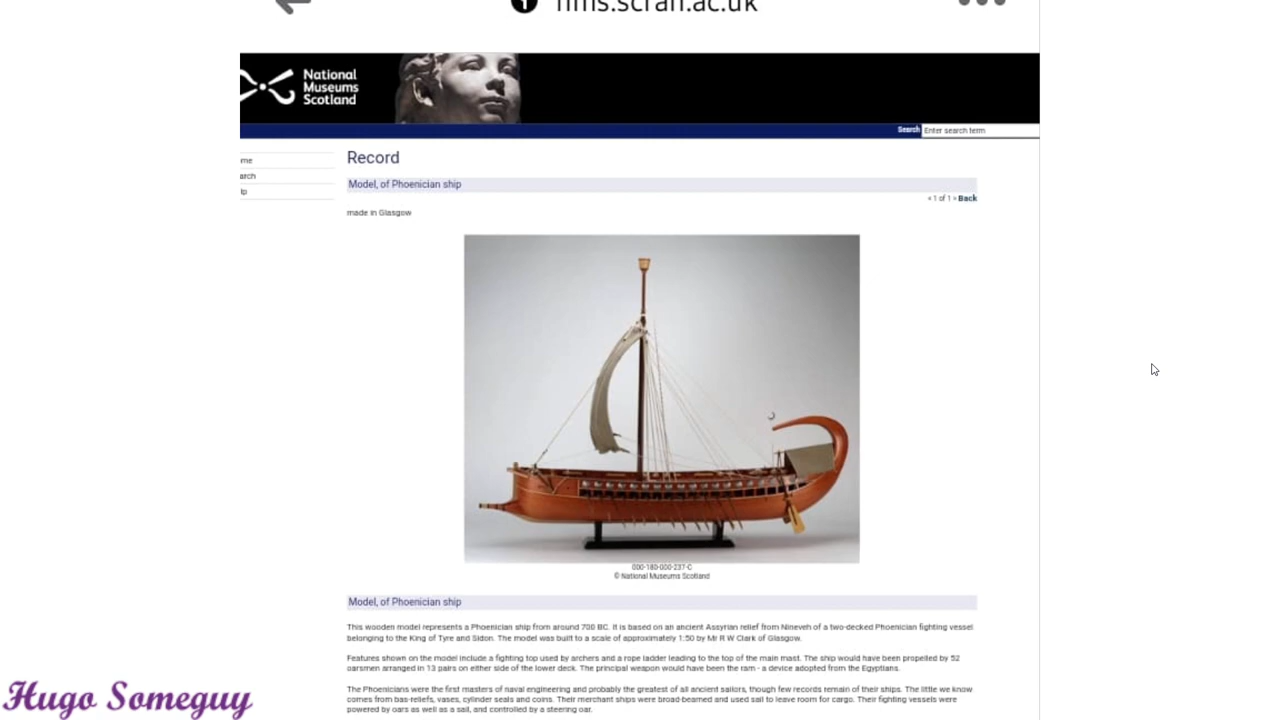 nms.scran.ac.uk
National
Museums
Scotland
Search Enter search term
Record
Model, of Phoenician ship
« 1 of 1 » Back
made in Glasgow
000-180-000-237-C
© National Museums Scotland
Model, of Phoenician ship
This wooden model represents a Phoenician ship from around 700 BC. It is based on an ancient Assyrian relief from Nineveh of a two-decked Phoenician fighting vessel
belonging to the King of Tyre and Sidon. The model was built to a scale of approximately 1:50 by Mr R W Clark of Glasgow.
Features shown on the model include a fighting top used by archers and a rope ladder leading to the top of the main mast. The ship would have been propelled by 52
oarsmen arranged in 13 pairs on either side of the lower deck. The principal weapon would have been the ram - a device adopted from the Egyptians.
The Phoenicians were the first masters of naval engineering and probably the greatest of all ancient sailors, though few records remain of their ships. The little we know
comes from bas-reliefs, vases, cylinder seals and coins. Their merchant ships were broad-beamed and used sail to leave room for cargo. Their fighting vessels were
powered by oars as well as a sail, and controlled by a steering oar.
Hugo Someguy